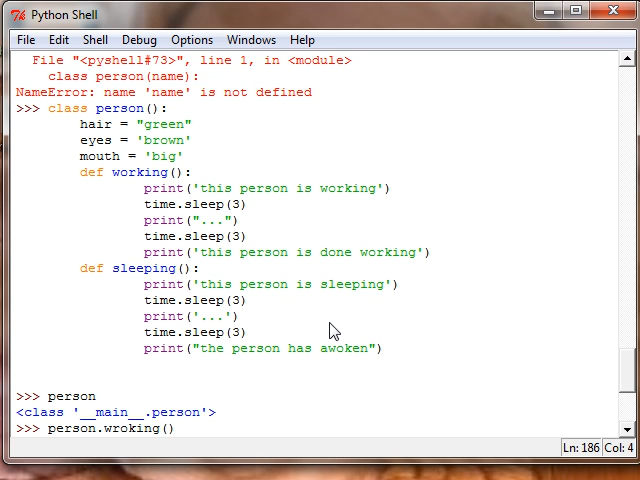 Python Shell
File Edit Shell Debug Options Windows Help
File "<pyshell#73>", line 1, in <module>
class person(name):
NameError: name 'name' is not defined
>>> class person():
hair = "green"
eyes = 'brown'
mouth = 'big'
def working():
print('this person is working')
time.sleep(3)
print("...")
time.sleep(3)
print('this person is done working')
def sleeping():
print('this person is sleeping')
time.sleep(3)
print('...')
time.sleep(3)
print("the person has awoken")
>>> person
<class '__main__.person'>
>>> person.wroking()
Ln: 186 Col: 4